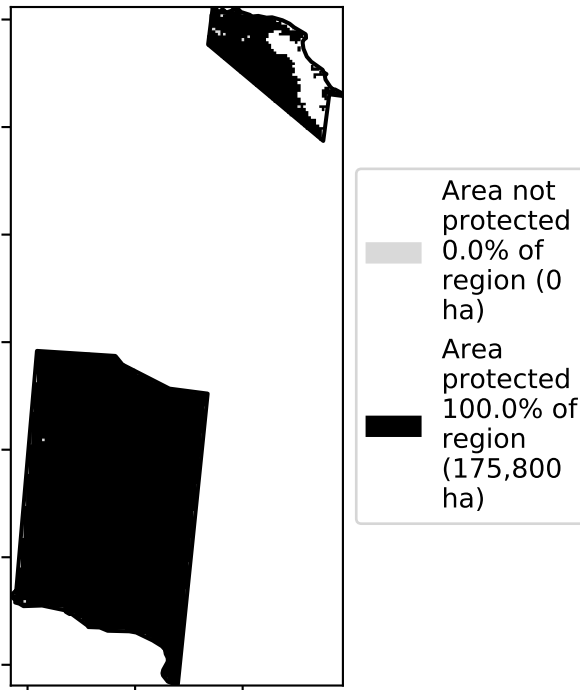 Area not
protected
0.0% of
region (0
ha)
Area
protected
100.0% of
region
(175,800
ha)